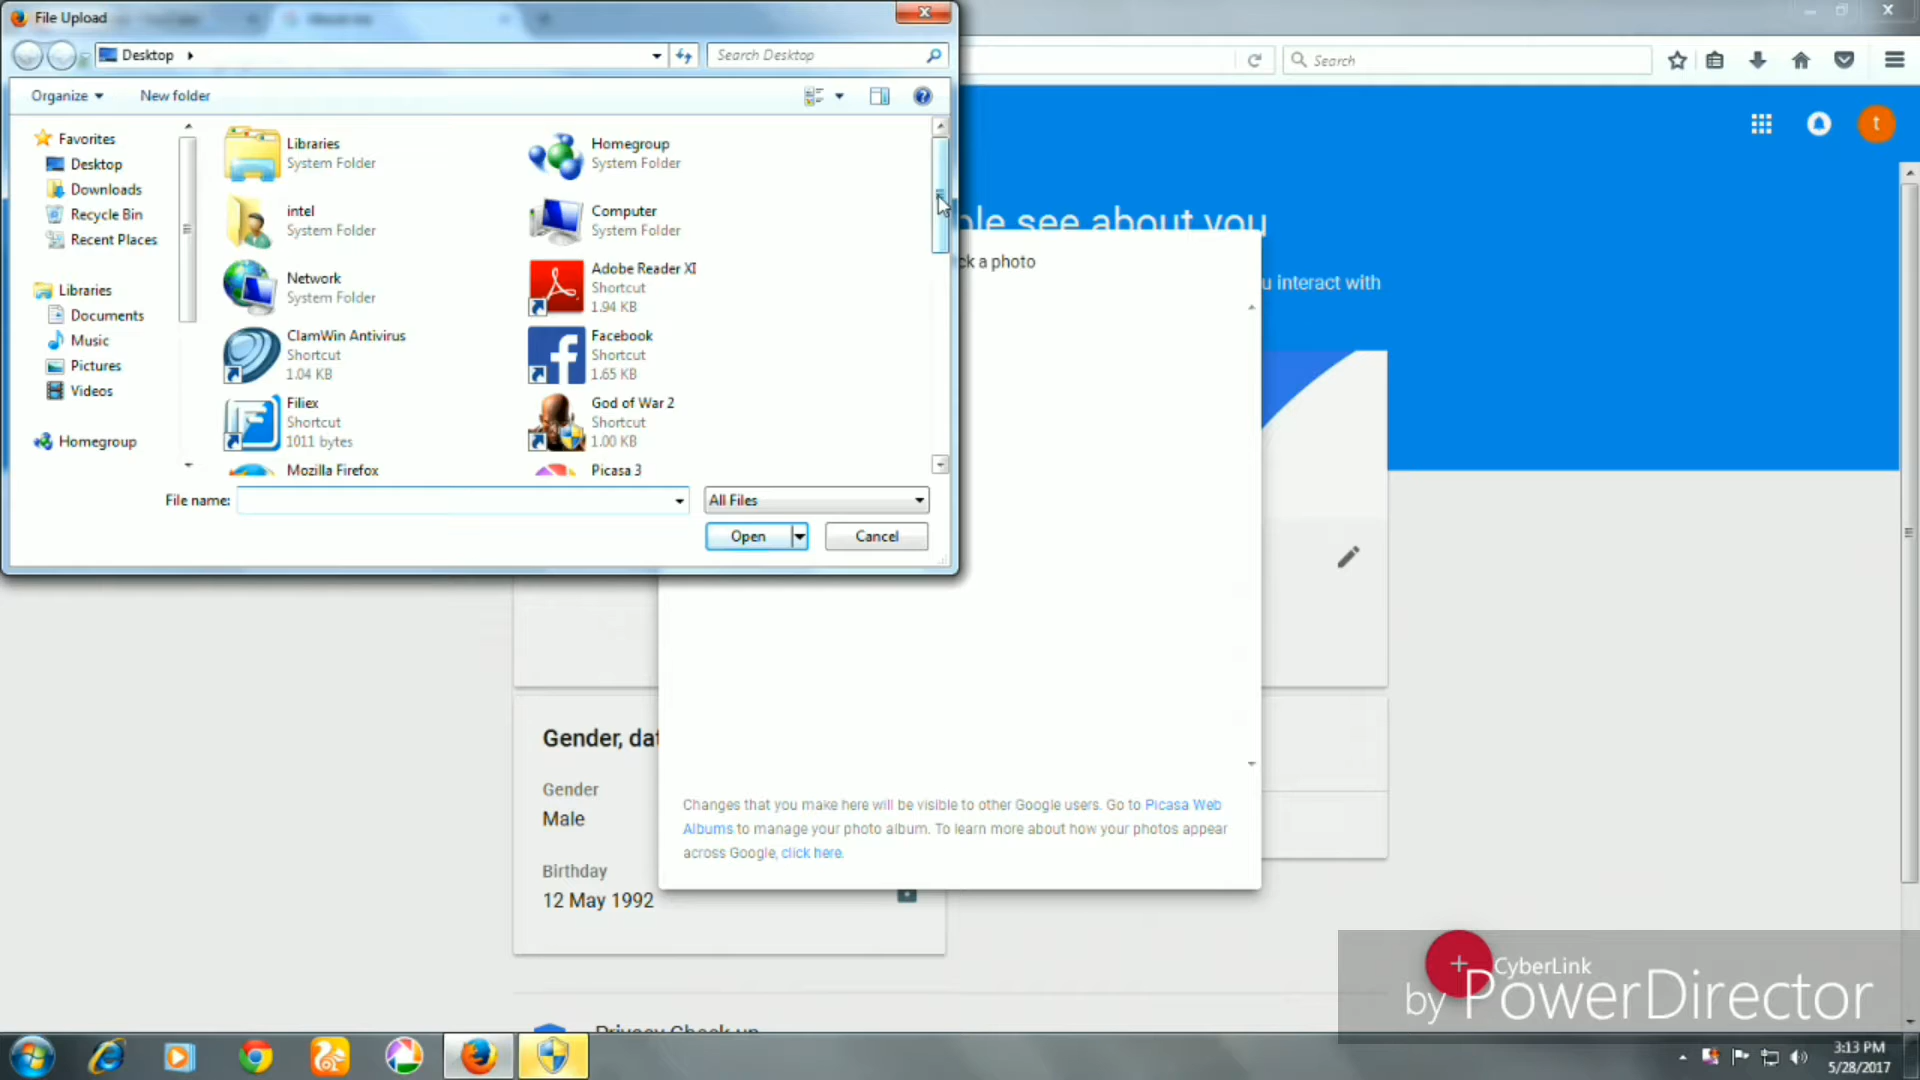 File Upload
Desktop
Search Desktop
Search
Organize
New folder
Favorites
Desktop
Downloads
Recycle Bin
Recent Places
Libraries
Documents
Music
Pictures
Videos
Homegroup
Libraries
System Folder
Homegroup
System Folder
intel
System Folder
Computer
System Folder
Network
System Folder
Adobe Reader XI
Shortcut
1.94 KB
ClamWin Antivirus
Shortcut
1.04 KB
Facebook
Shortcut
1.65 KB
Filiex
Shortcut
1011 bytes
God of War 2
Shortcut
1.00 KB
Mozilla Firefox
Picasa 3
File name:
All Files
Open
Cancel
t
see about you
a photo
interact with
Gender,
Gender
Male
Birthday
12 May 1992
Changes that you make here will be visible to other Google users. Go to Picasa Web
Albums to manage your photo album. To learn more about how your photos appear
across Google, click here.
Privacy Check-up
CyberLink
by PowerDirector
3:13 PM
5/28/2017